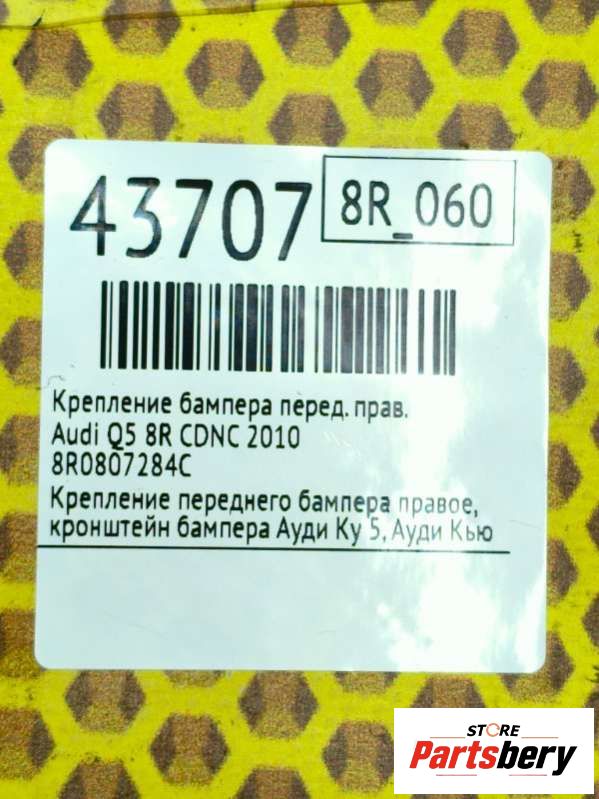 43707
8R_060
Крепление бампера перед. прав.
Audi Q5 8R CDNC 2010
8R0807284C
Крепление переднего бампера правое,
кронштейн бампера Ауди Ку 5, Ауди Кью
STORE
Partsbery